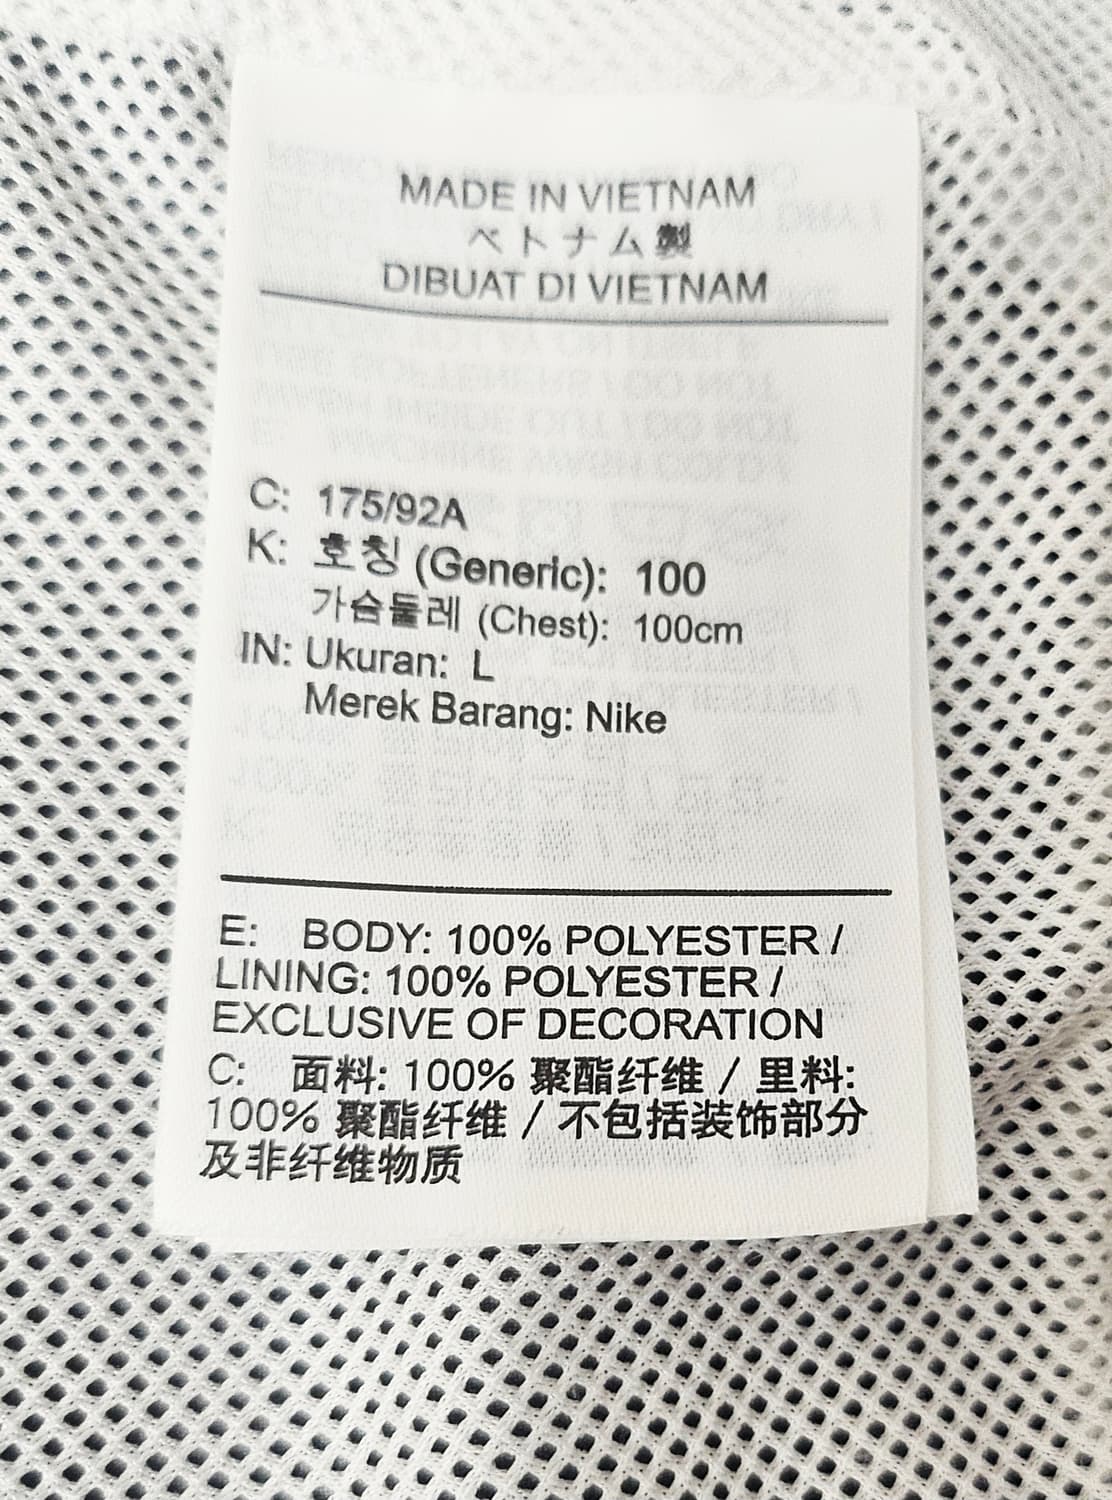 MADE IN VIETNAM
ベトナム製
DIBUAT DI VIETNAM
C: 175/92A
K: 호칭 (Generic): 100
가슴둘레 (Chest): 100cm
IN: Ukuran: L
Merek Barang: Nike
E: BODY: 100% POLYESTER /
LINING: 100% POLYESTER /
EXCLUSIVE OF DECORATION
C: 面料: 100% 聚酯纤维 / 里料:
100% 聚酯纤维 / 不包括装饰部分
及非纤维物质